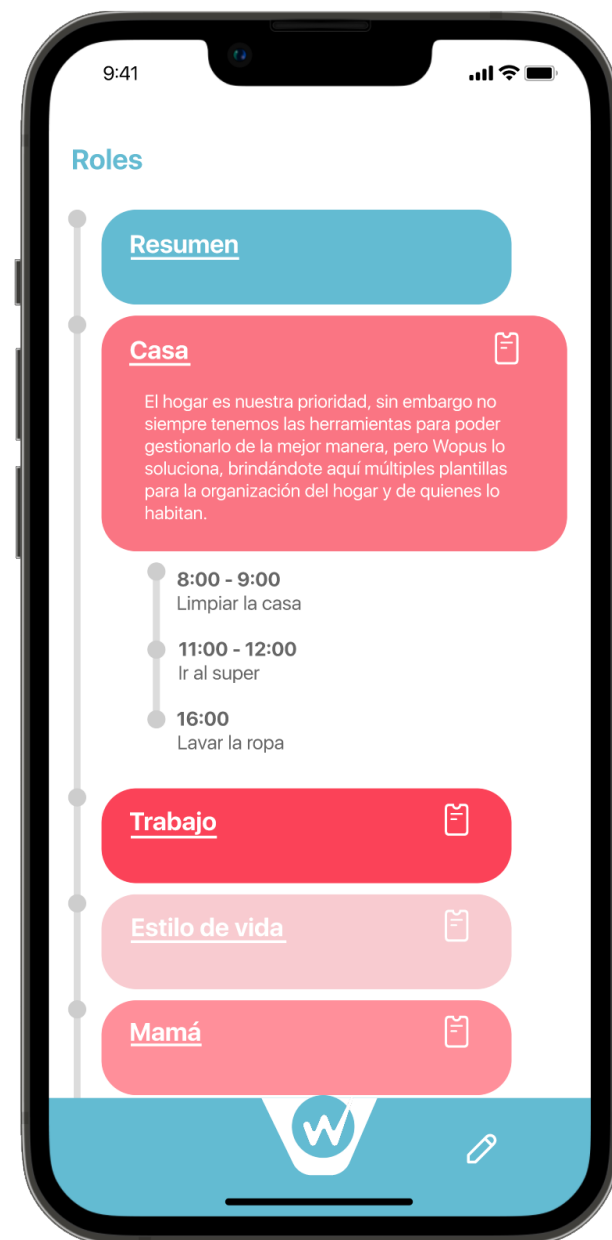 9:41
Roles
Resumen
Casa
El hogar es nuestra prioridad, sin embargo no
siempre tenemos las herramientas para poder
gestionarlo de la mejor manera, pero Wopus lo
soluciona, brindándote aquí múltiples plantillas
para la organización del hogar y de quienes lo
habitan.
8:00 - 9:00
Limpiar la casa
11:00 - 12:00
Ir al super
16:00
Lavar la ropa
Trabajo
Estilo de vida
Mamá
W